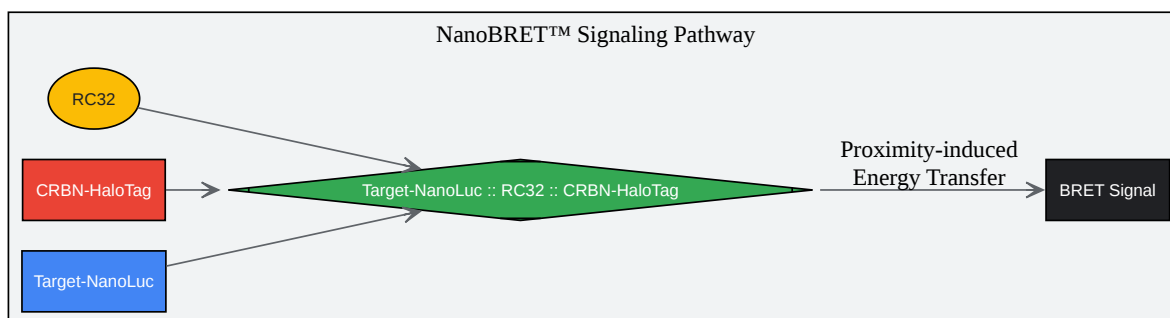 NanoBRET™ Signaling Pathway
RC32
CRBN-HaloTag
Target-NanoLuc
Target-NanoLuc :: RC32 :: CRBN-HaloTag
Proximity-induced
Energy Transfer
BRET Signal